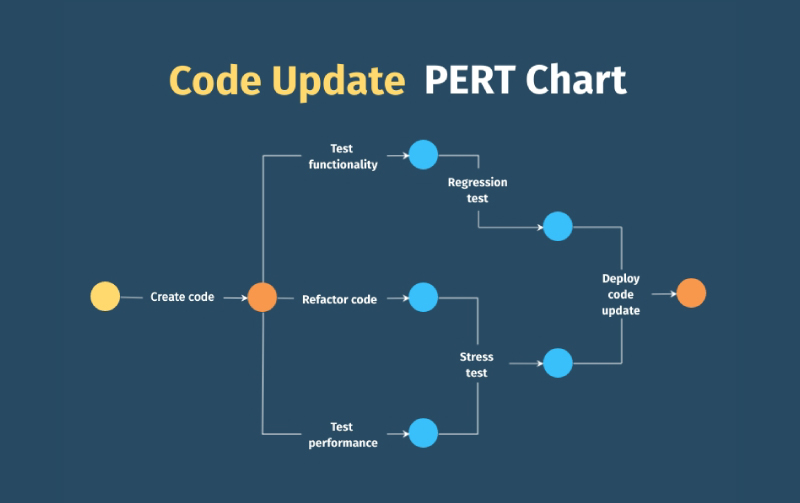 Code Update PERT Chart
Test
functionality
Regression
test
Create code
Refactor code
Deploy
code
update
Stress
test
Test
performance